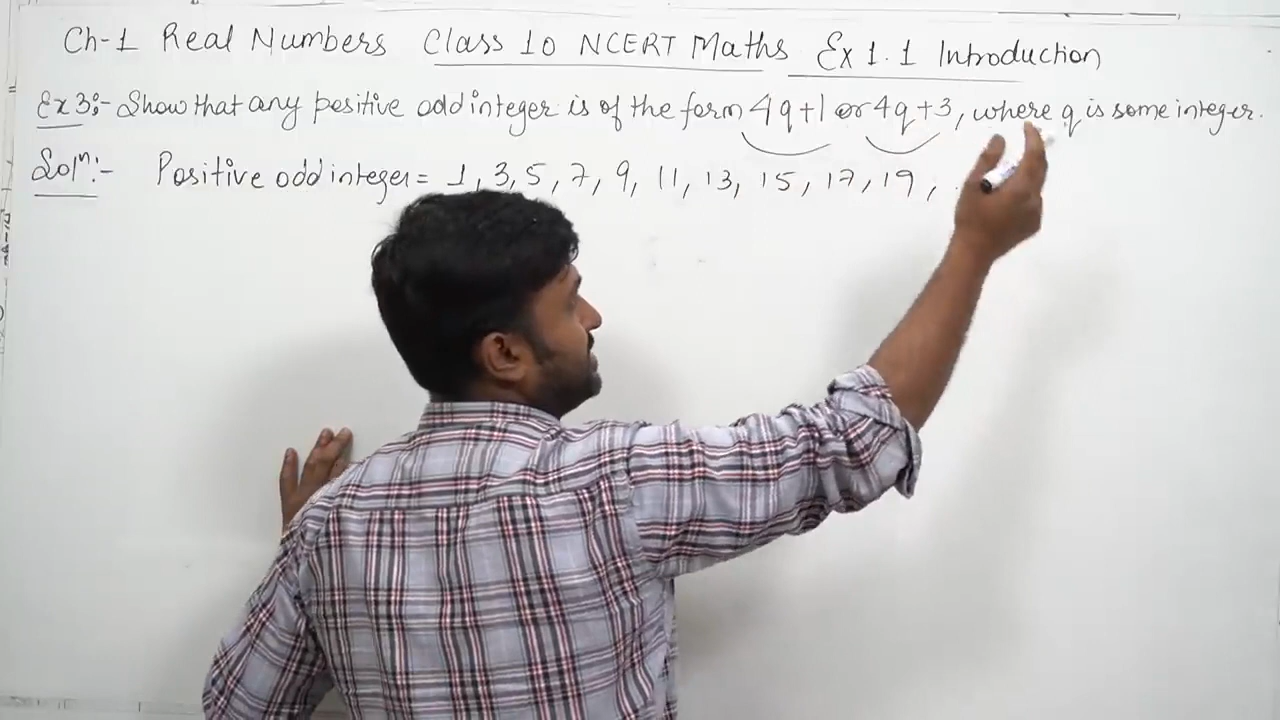 Ch-1 Real Numbers Class 10 NCERT Maths Ex 1.1 Introduction
Ex 3:- Show that any positive odd integer is of the form 4q+1 or 4q+3, where q is some integer.
Solⁿ:- Positive odd integer = 1, 3, 5, 7, 9, 11, 13, 15, 17, 19,